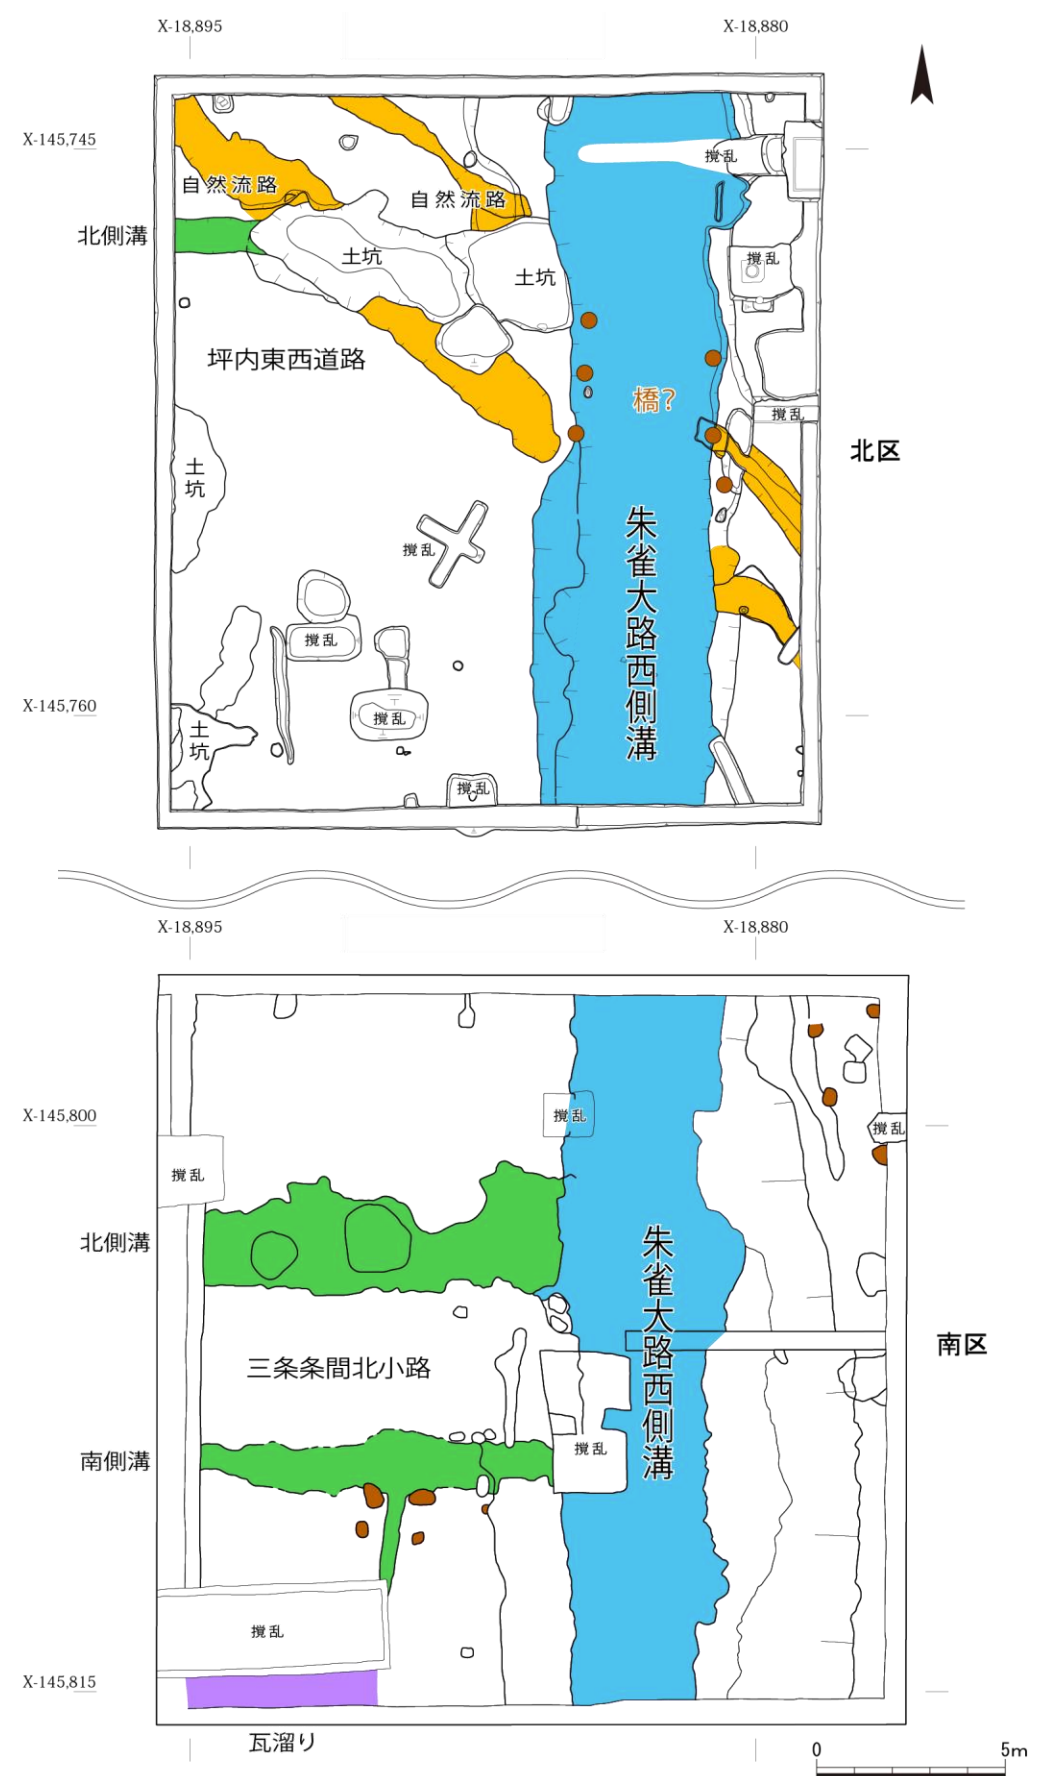 X-18,895
X-18,880
X-145,745
撹乱
自然流路
自然流路
北側溝
土坑
土坑
撹乱
坪内東西道路
橋?
撹乱
北区
土坑
朱雀大路西側溝
撹乱
撹乱
X-145,760
撹乱
土坑
撹乱
X-18,895
X-18,880
X-145,800
撹乱
撹乱
撹乱
北側溝
朱雀大路西側溝
南区
三条条間北小路
撹乱
南側溝
撹乱
X-145,815
瓦溜り
0
5m